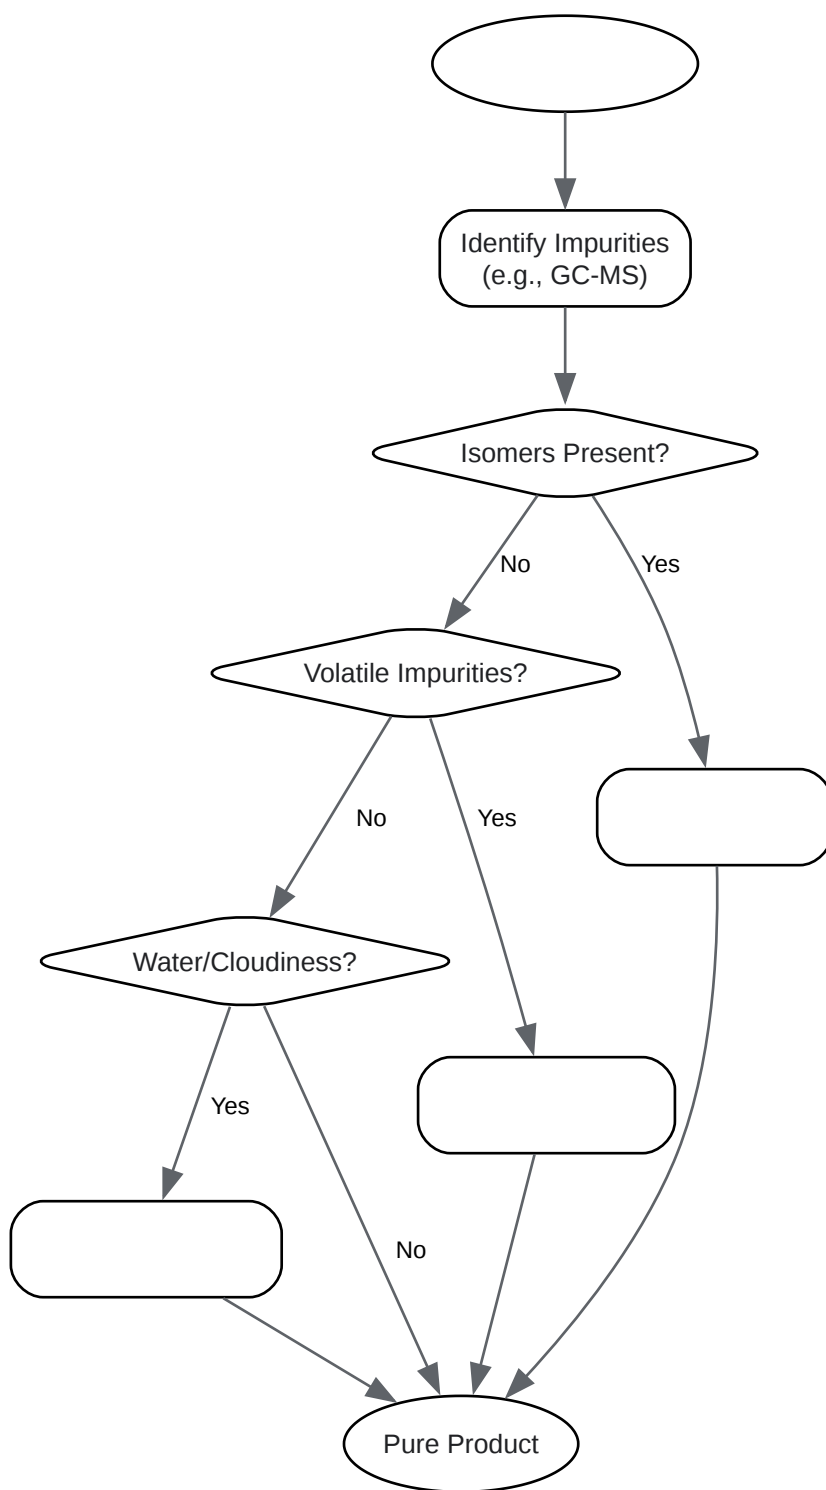 Identify Impurities
(e.g., GC-MS)
Isomers Present?
No
Yes
Volatile Impurities?
No
Yes
Water/Cloudiness?
Yes
No
Pure Product